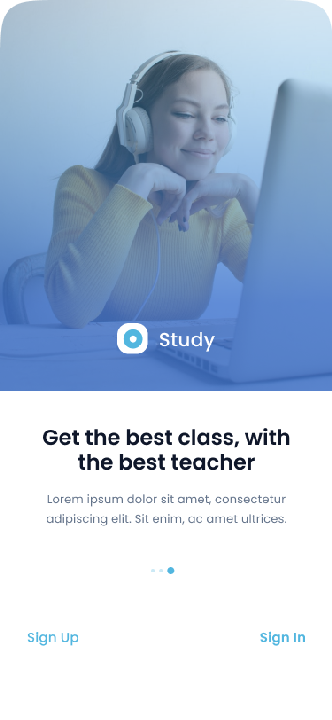 Study
Get the best class, with
the best teacher
Lorem ipsum dolor sit amet, consectetur
adipiscing elit. Sit enim, ac amet ultrices.
Sign Up
Sign In